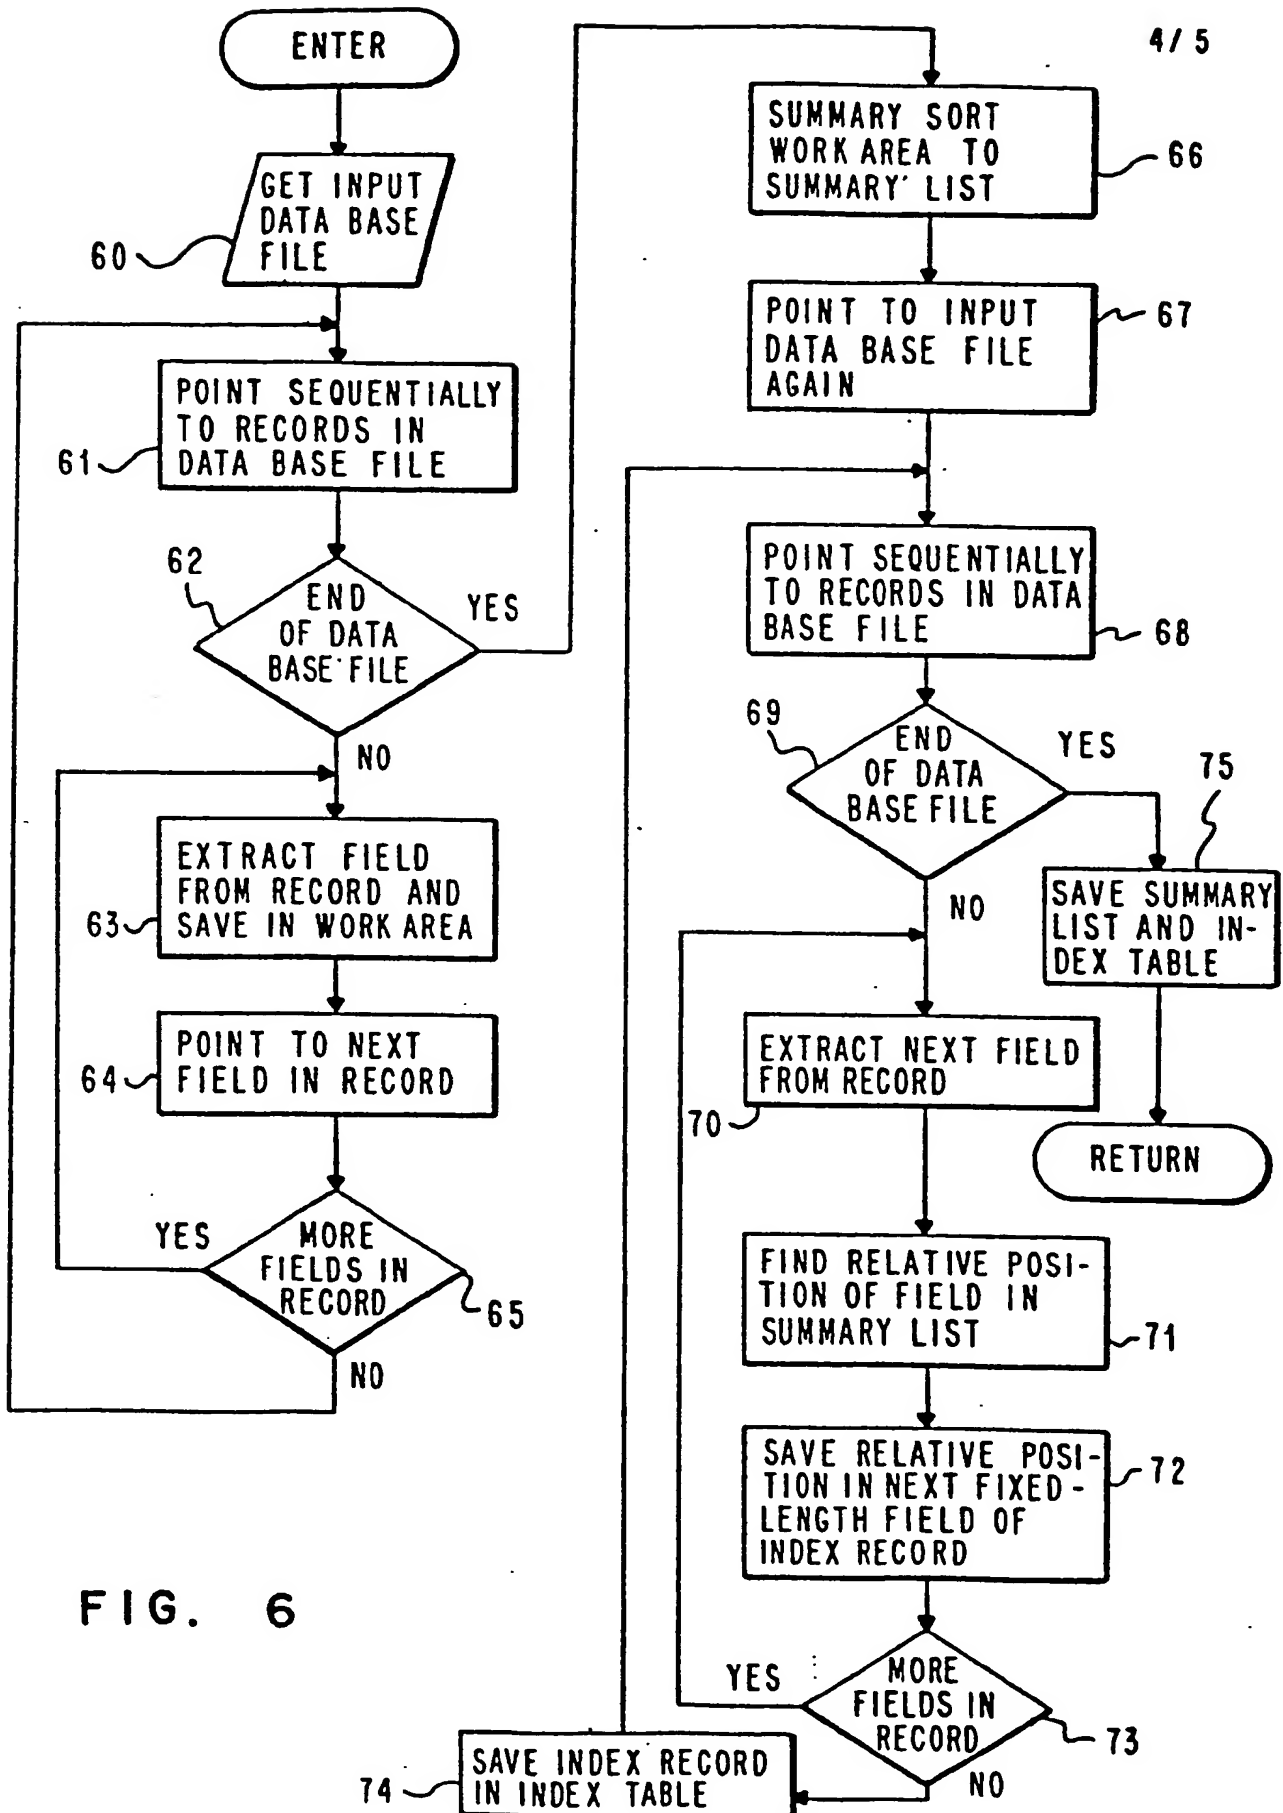 4/5
ENTER
GET INPUT
DATA BASE
FILE
60
POINT SEQUENTIALLY
TO RECORDS IN
DATA BASE FILE
61
62
END
OF DATA
BASE FILE
YES
NO
EXTRACT FIELD
FROM RECORD AND
SAVE IN WORK AREA
63
POINT TO NEXT
FIELD IN RECORD
64
YES
MORE
FIELDS IN
RECORD
65
NO
SUMMARY SORT
WORK AREA TO
SUMMARY LIST
66
POINT TO INPUT
DATA BASE FILE
AGAIN
67
POINT SEQUENTIALLY
TO RECORDS IN DATA
BASE FILE
68
69
END
OF DATA
BASE FILE
YES
75
NO
SAVE SUMMARY
LIST AND IN-
DEX TABLE
RETURN
EXTRACT NEXT FIELD
FROM RECORD
70
FIND RELATIVE POSI-
TION OF FIELD IN
SUMMARY LIST
71
SAVE RELATIVE POSI-
TION IN NEXT FIXED-
LENGTH FIELD OF
INDEX RECORD
72
YES
MORE
FIELDS IN
RECORD
73
NO
SAVE INDEX RECORD
IN INDEX TABLE
74
FIG. 6